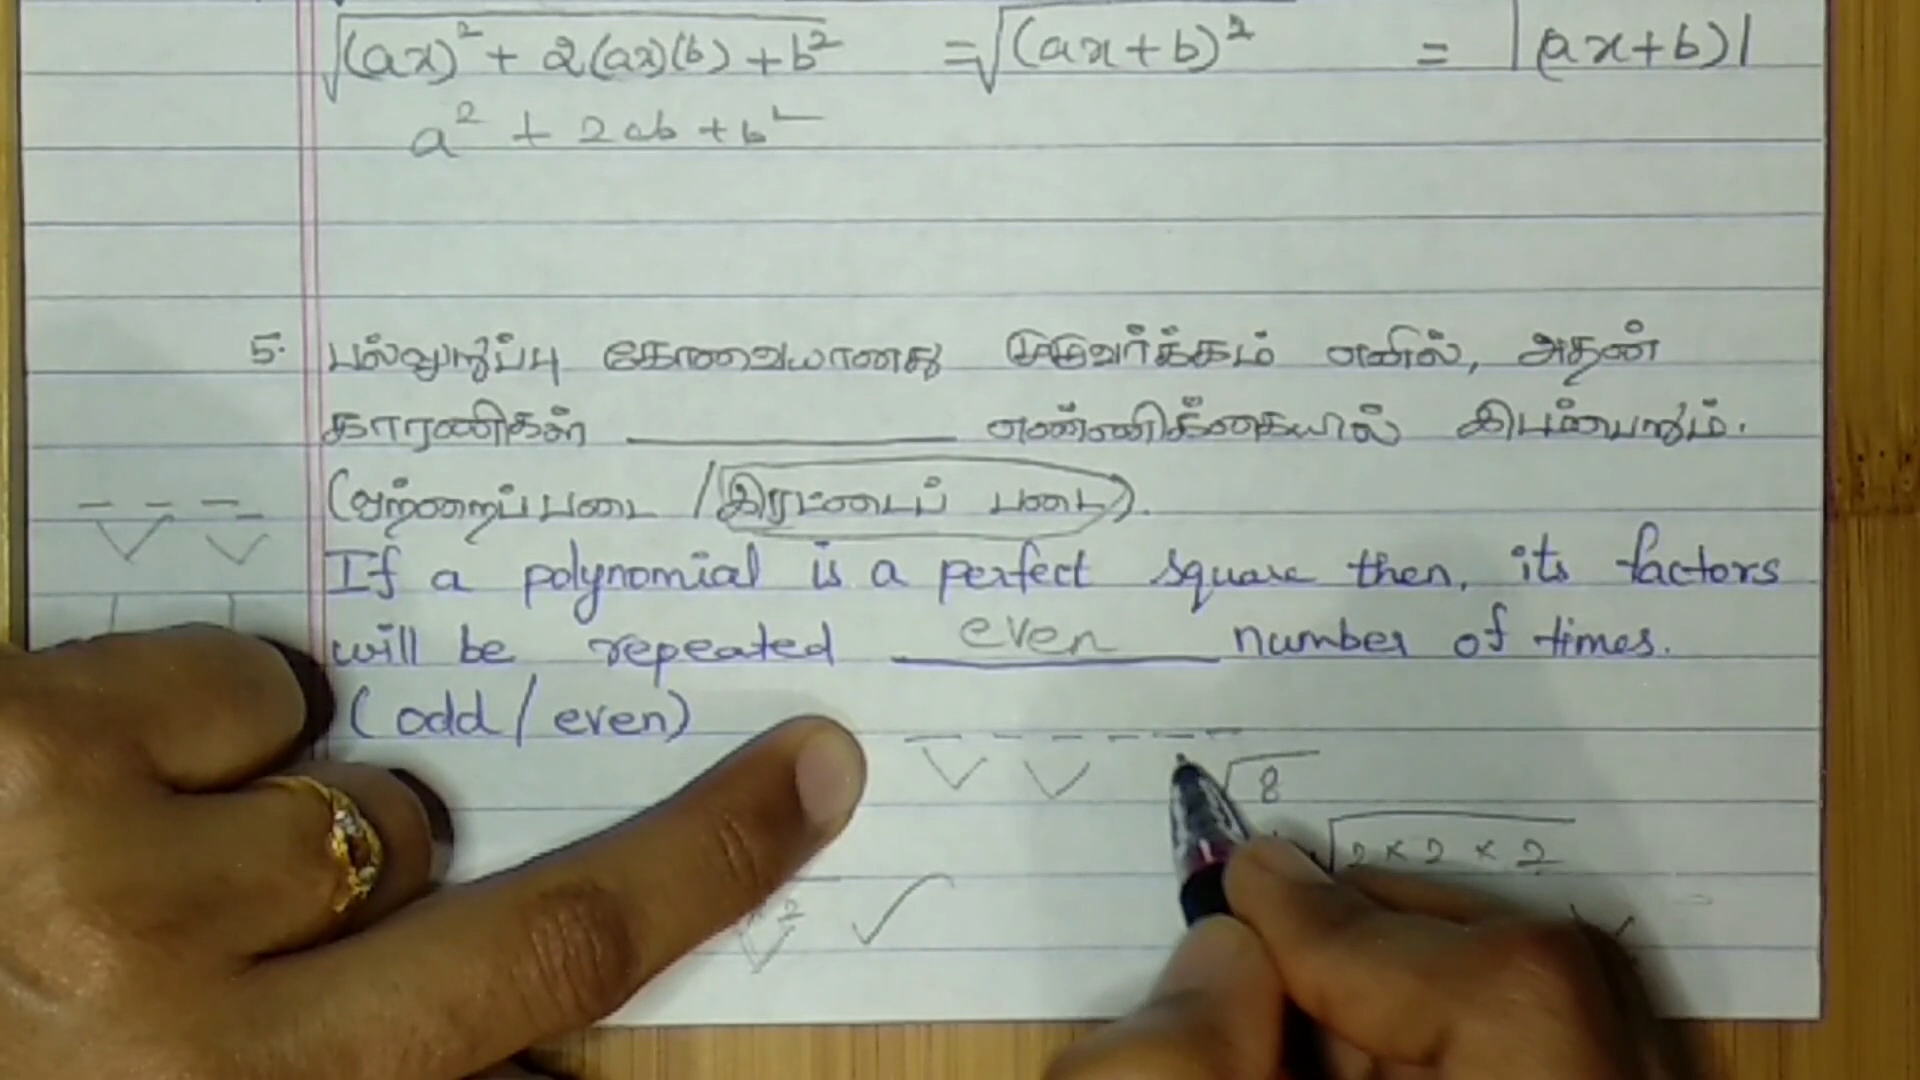 √(ax)² + 2(ax)(b) + b² = √(ax+b)² = |(ax+b)|
a² + 2ab + b²
5. பல்லுறுப்பு கோவையானது முழுவர்க்கம் எனில், அதன்
காரணிகள் ________ எண்ணிக்கையில் இடம்பெறும்.
(ஒற்றைப்படை / இரட்டைப் படை).
If a polynomial is a perfect square then, its factors
will be repeated even number of times.
(odd / even)
√8
√2 × 2 × 2